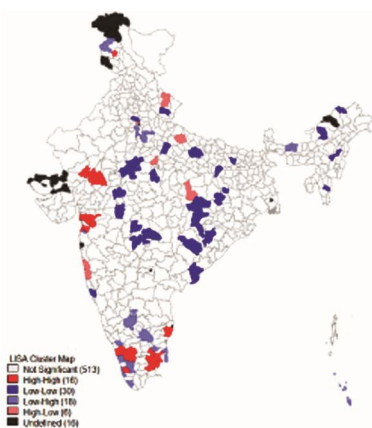 LISA Cluster Map
Not Significant (513)
High-High (16)
Low-Low (30)
Low-High (18)
High-Low (6)
Undefined (16)